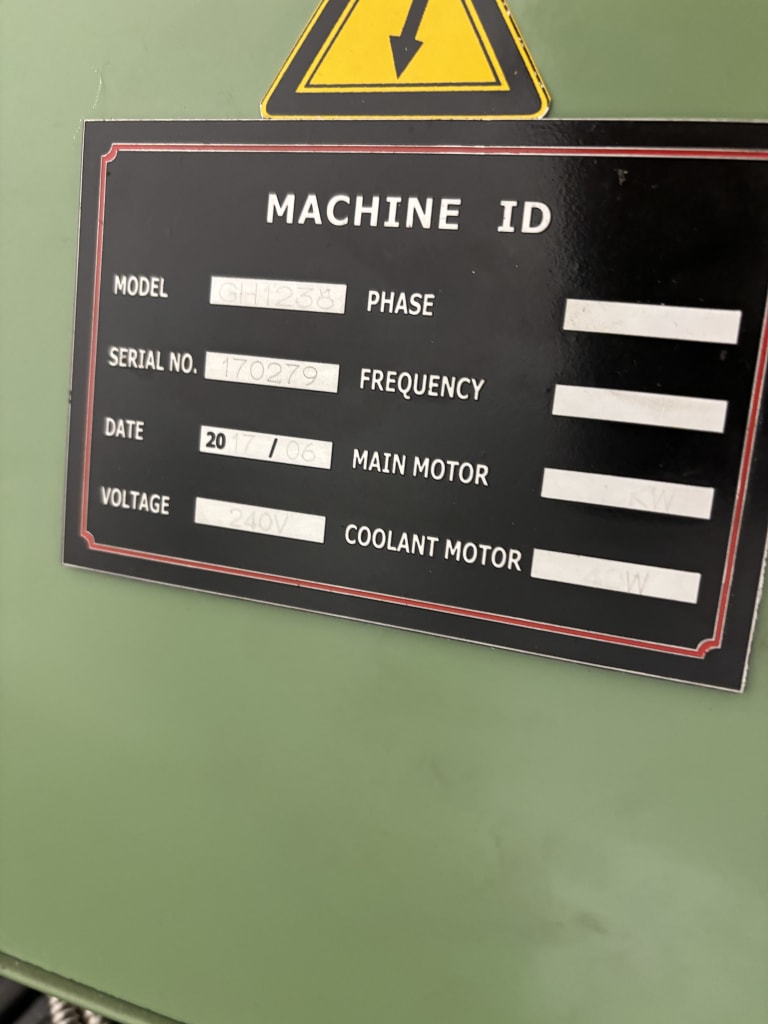 MACHINE ID
MODEL GH1238 PHASE
SERIAL NO. 170279 FREQUENCY
DATE 2017 / 06 MAIN MOTOR KW
VOLTAGE 240V COOLANT MOTOR